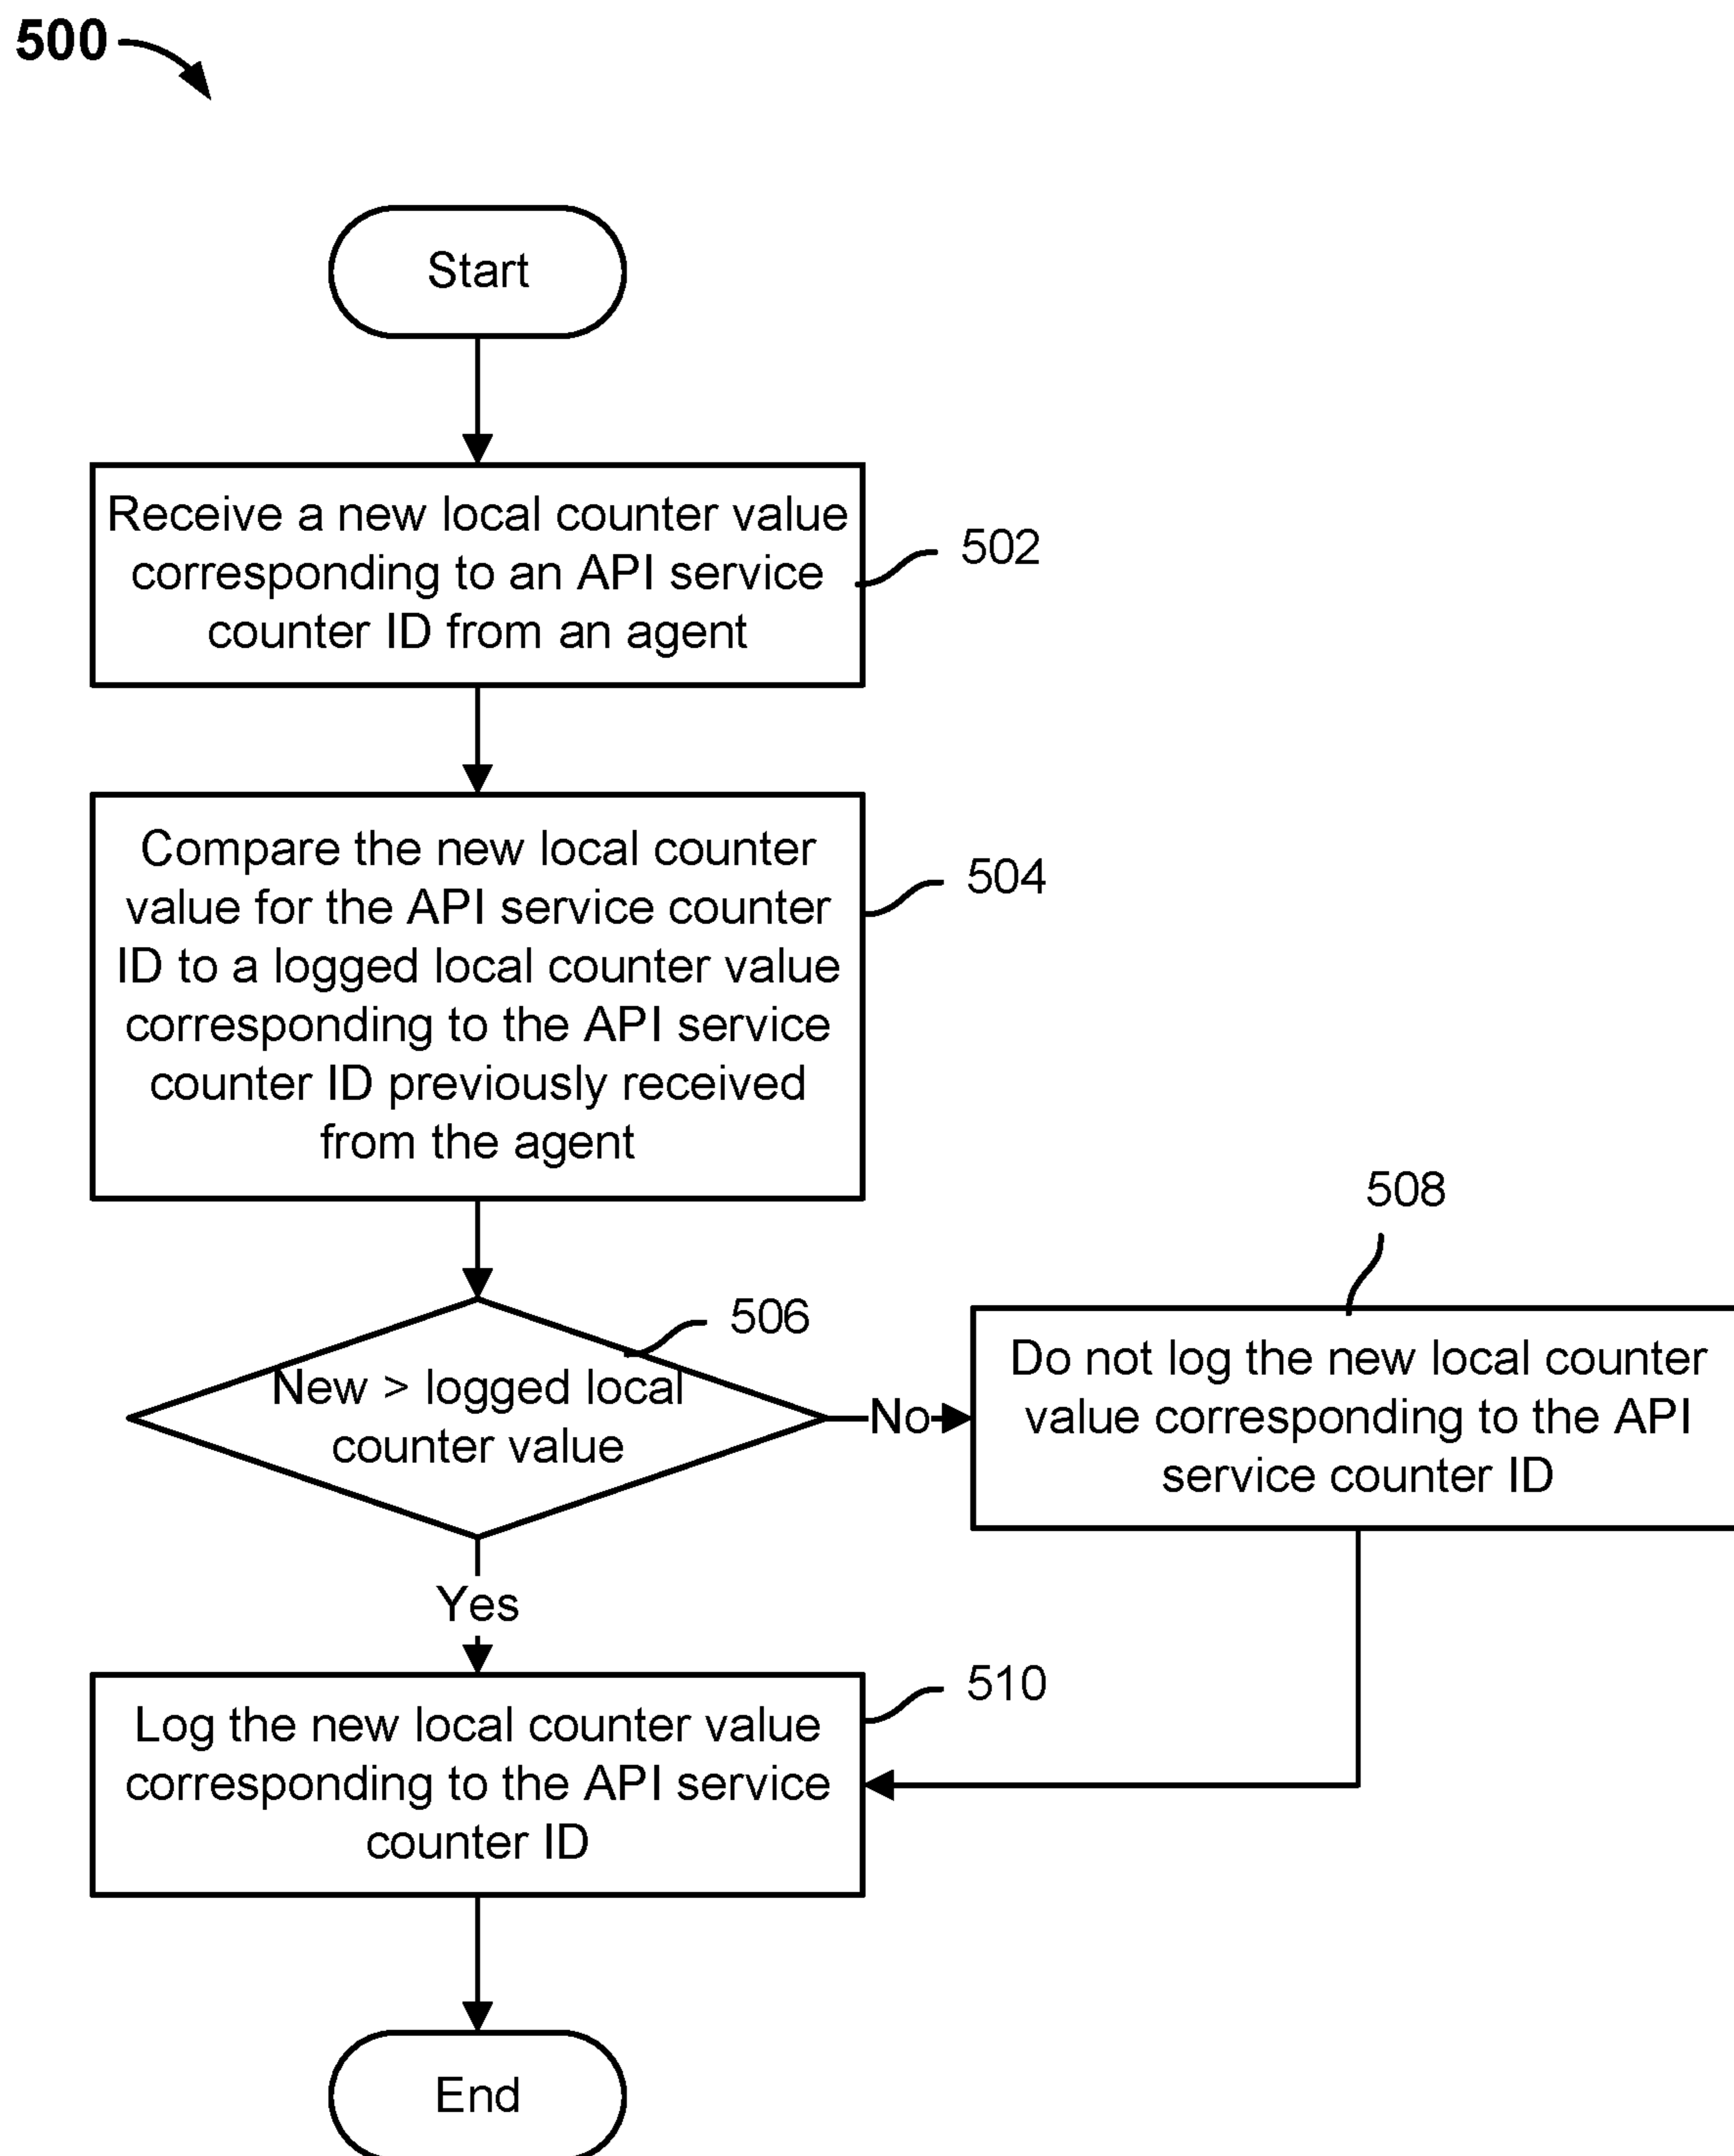 500
Start
Receive a new local counter value
corresponding to an API service
counter ID from an agent
502
Compare the new local counter
value for the API service counter
ID to a logged local counter value
corresponding to the API service
counter ID previously received
from the agent
504
506
New > logged local
counter value
No
508
Do not log the new local counter
value corresponding to the API
service counter ID
Yes
510
Log the new local counter value
corresponding to the API service
counter ID
End